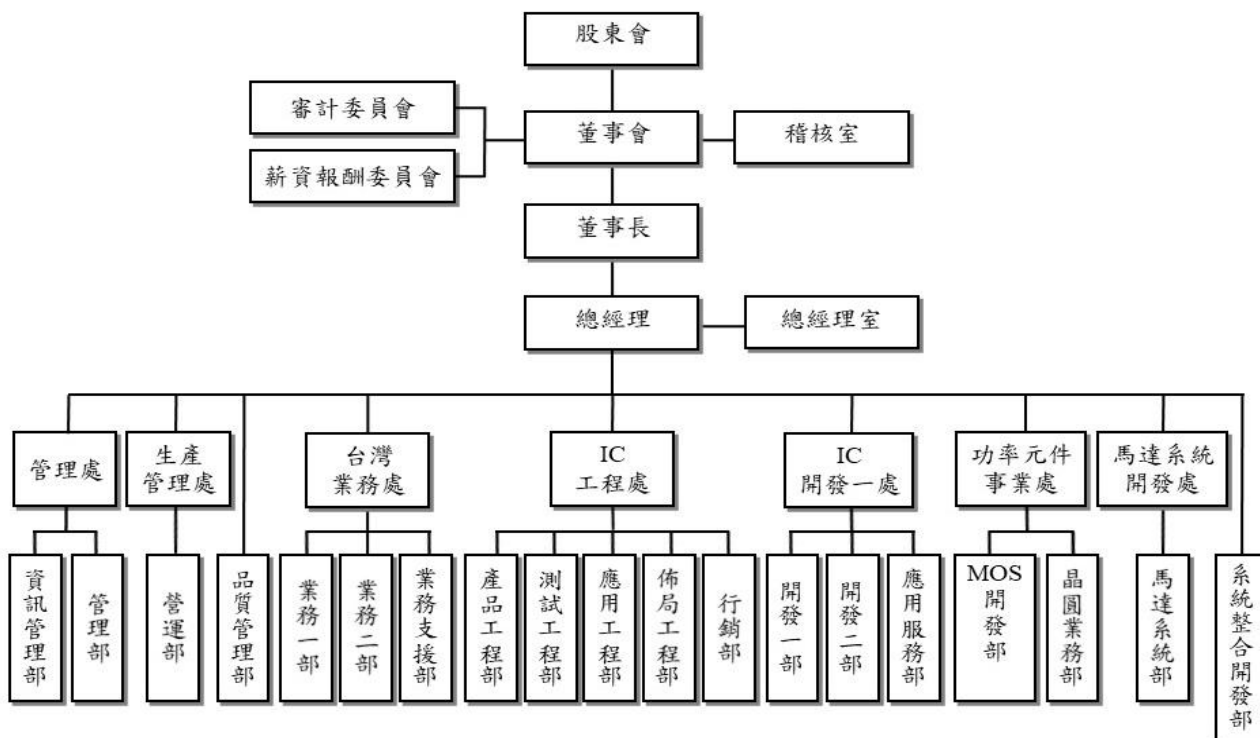 股東會
審計委員會
董事會
稽核室
薪資報酬委員會
董事長
總經理
總經理室
管理處
生產
管理處
台灣
業務處
IC
工程處
IC
開發一處
功率元件
事業處
馬達系統
開發處
資訊管理部
管理部
營運部
品質管理部
業務一部
業務二部
業務支援部
產品工程部
測試工程部
應用工程部
佈局工程部
行銷部
開發一部
開發二部
應用服務部
MOS
開發部
晶圓業務部
馬達系統部
系統整合開發部